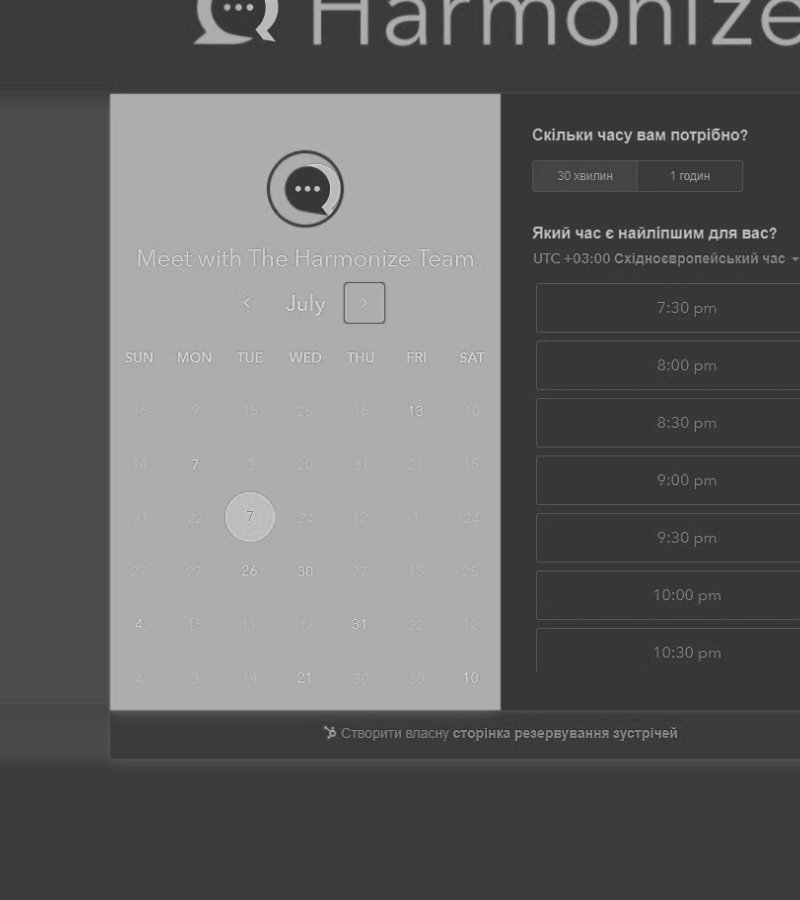 Harmonize
Meet with The Harmonize Team
July
SUN MON TUE WED THU FRI SAT
16 9 15 26 16 13 10
14 7 3 20 31 21 15
31 22 7 24 12 1 24
27 27 26 30 27 15 25
4 15 11 17 31 22 12
4 3 14 21 30 30 10
Скільки часу вам потрібно?
30 хвилин 1 годин
Який час є найліпшим для вас?
UTC +03:00 Східноєвропейський час
7:30 pm
8:00 pm
8:30 pm
9:00 pm
9:30 pm
10:00 pm
10:30 pm
Створити власну сторінка резервування зустрічей